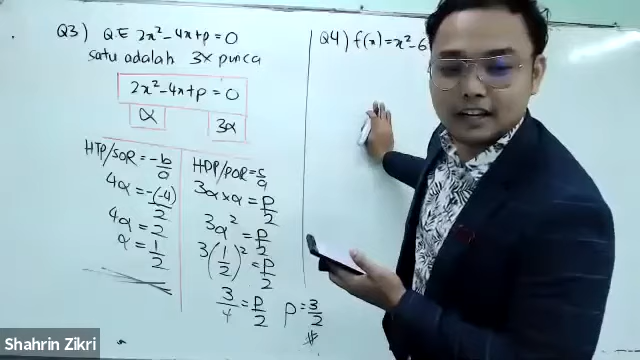 Q3) Q.E 2x² - 4x + p = 0
satu adalah 3x punca
2x² - 4x + p = 0
α 3α
HTP/SOR = -b/a
4α = -(-4)/2
4α = 2/2
α = 1/2
HDP/POR = c/a
3α x α = p/2
3α² = p/2
3(1/2)² = p/2
3/4 = p/2 p = 3/2
Q4) f(x) = x² - 6
Shahrin Zikri